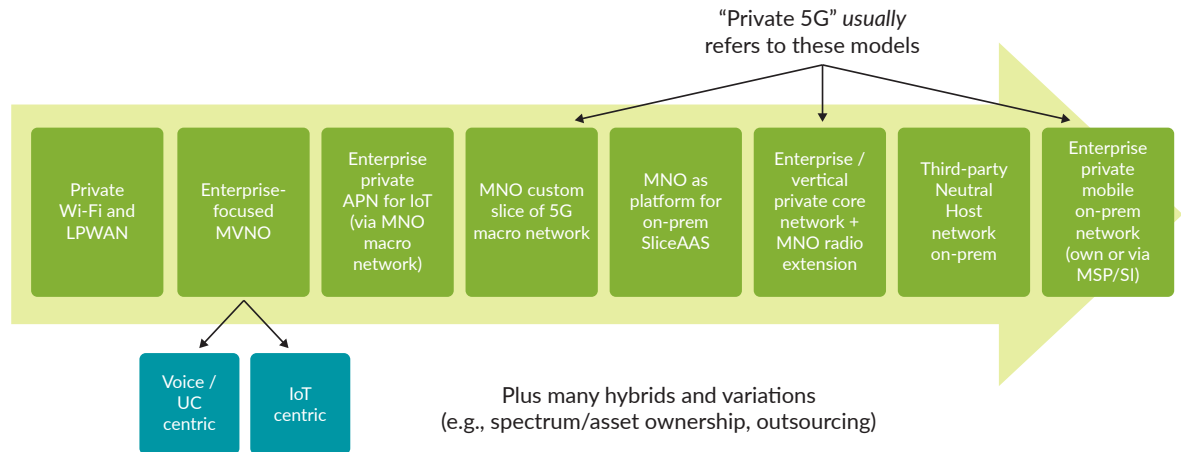 “Private 5G” usually
refers to these models
Private
Wi-Fi and
LPWAN
Enterprise-
focused
MVNO
Enterprise
private
APN for IoT
(via MNO
macro
network)
MNO custom
slice of 5G
macro network
MNO as
platform for
on-prem
SliceAAS
Enterprise /
vertical
private core
network +
MNO radio
extension
Third-party
Neutral
Host
network
on-prem
Enterprise
private
mobile
on-prem
network
(own or via
MSP/SI)
Voice /
UC
centric
IoT
centric
Plus many hybrids and variations
(e.g., spectrum/asset ownership, outsourcing)